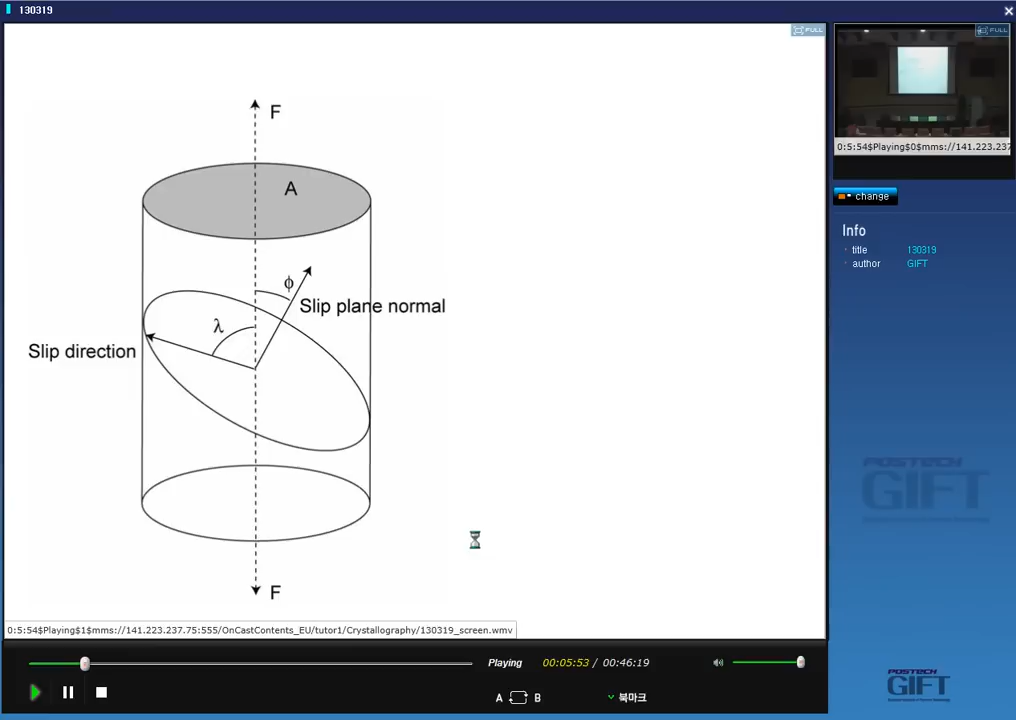 130319
FULL
FULL
F
A
0:5:54$Playing$0$mms://141.223.237
change
Info
title 130319
author GIFT
ϕ
Slip plane normal
λ
Slip direction
F
POSTECH
GIFT
0:5:54$Playing$1$mms://141.223.237.75:555/OnCastContents_EU/tutor1/Crystallography/130319_screen.wmv
Playing 00:05:53 / 00:46:19
A B 북마크
POSTECH
GIFT